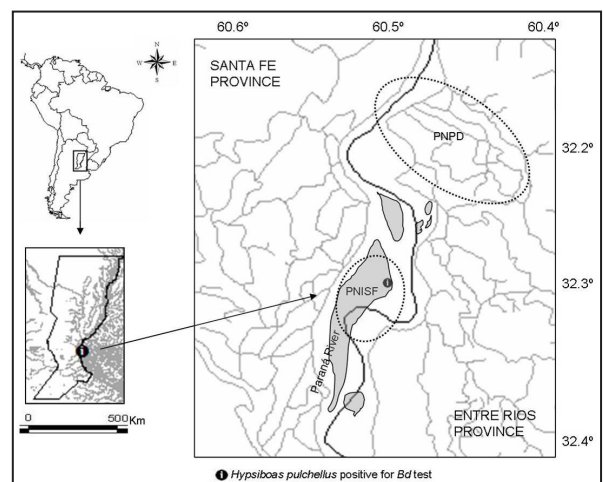 60.6º 60.5º 60.4º
N
W E
S
SANTA FE
PROVINCE
PNPD
32.2º
PNISF
32.3º
Paraná River
0 500 Km
ENTRE RIOS
PROVINCE
32.4º
Hypsiboas pulchellus positive for Bd test